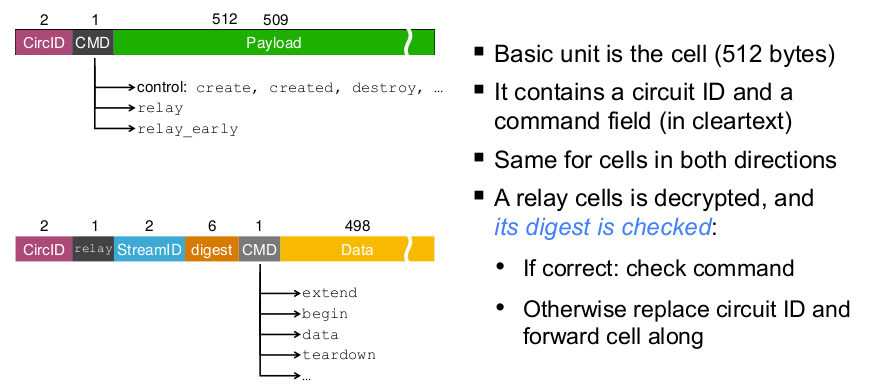 2 1 512 509
CircID CMD Payload
control: create, created, destroy, …
relay
relay_early
2 1 2 6 1 498
CircID relay StreamID digest CMD Data
extend
begin
data
teardown
…
▪ Basic unit is the cell (512 bytes)
▪ It contains a circuit ID and a
command field (in cleartext)
▪ Same for cells in both directions
▪ A relay cells is decrypted, and
its digest is checked:
• If correct: check command
• Otherwise replace circuit ID and
forward cell along